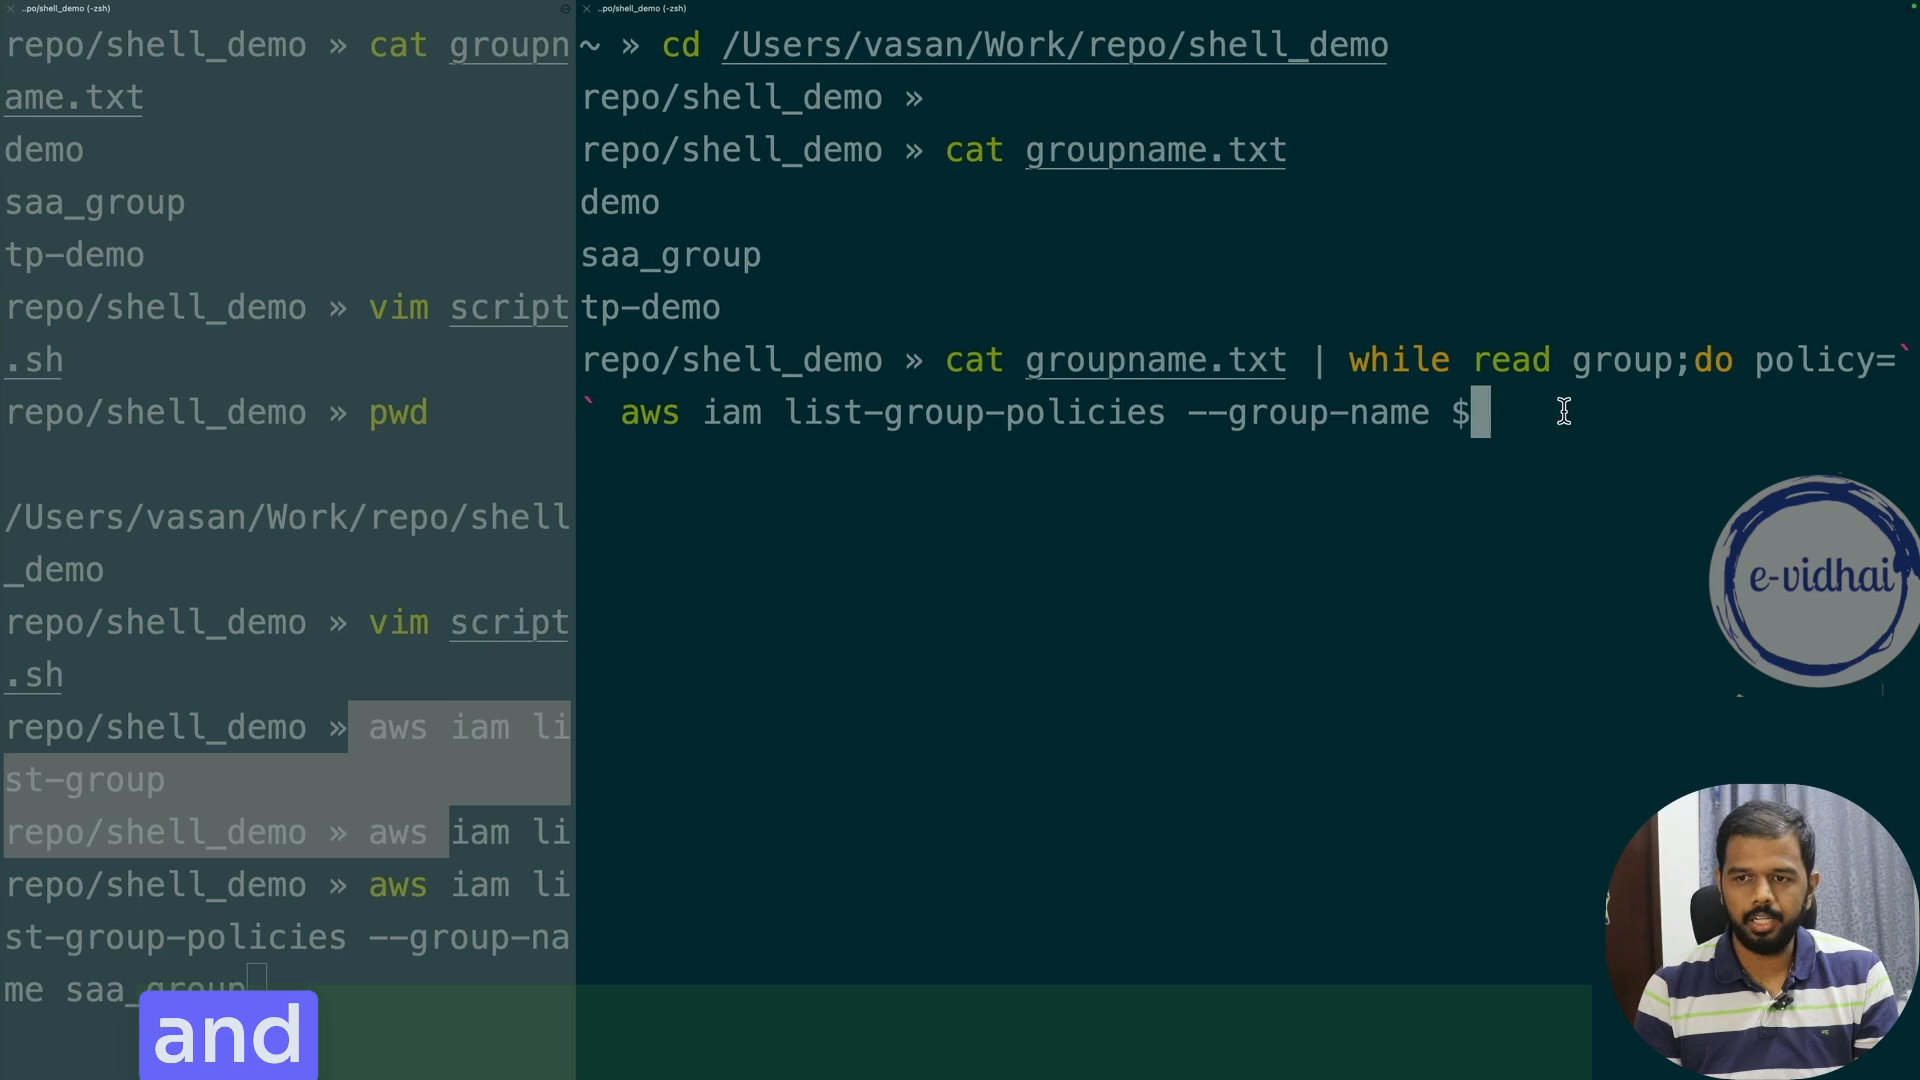 ..po/shell_demo (-zsh)
repo/shell_demo » cat groupn
ame.txt
demo
saa_group
tp-demo
repo/shell_demo » vim script
.sh
repo/shell_demo » pwd
/Users/vasan/Work/repo/shell
_demo
repo/shell_demo » vim script
.sh
repo/shell_demo » aws iam li
st-group
repo/shell_demo » aws iam li
repo/shell_demo » aws iam li
st-group-policies --group-na
me saa_group
..po/shell_demo (-zsh)
~ » cd /Users/vasan/Work/repo/shell_demo
repo/shell_demo »
repo/shell_demo » cat groupname.txt
demo
saa_group
tp-demo
repo/shell_demo » cat groupname.txt | while read group;do policy=`
` aws iam list-group-policies --group-name $
e-vidhai
and